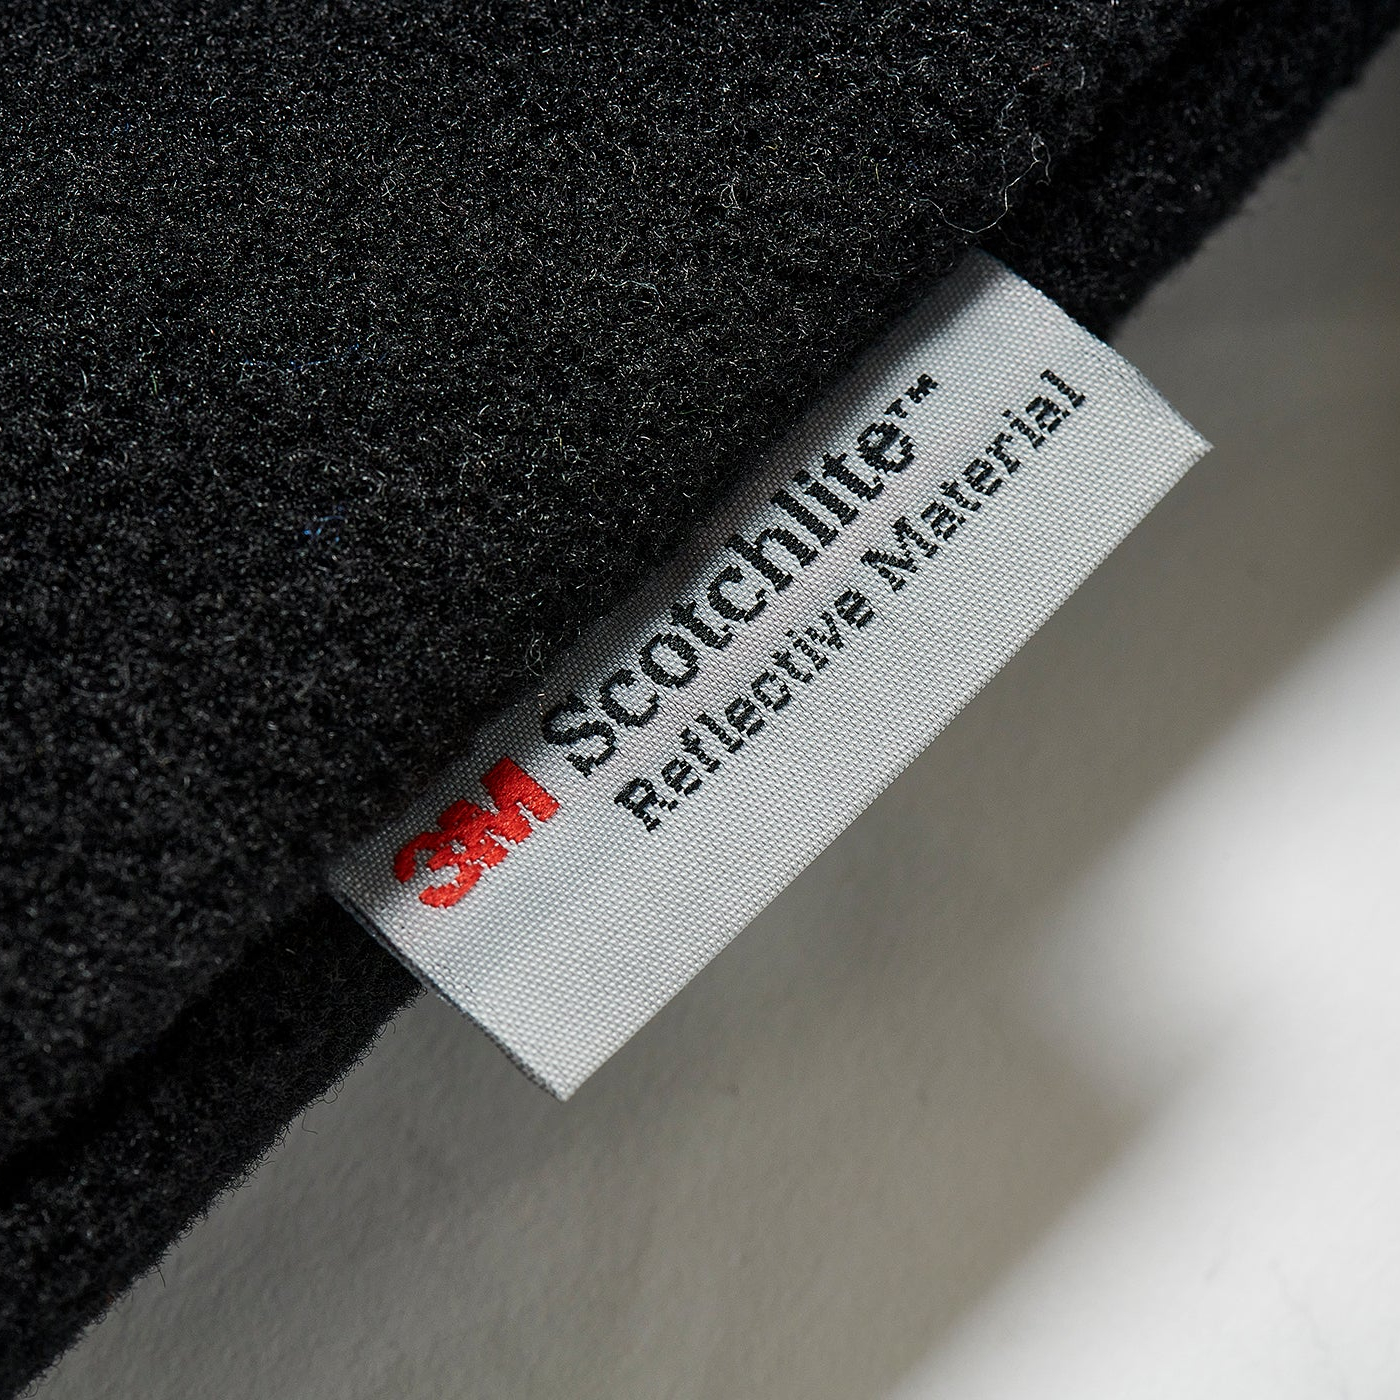 3M Scotchlite™
Reflective Material